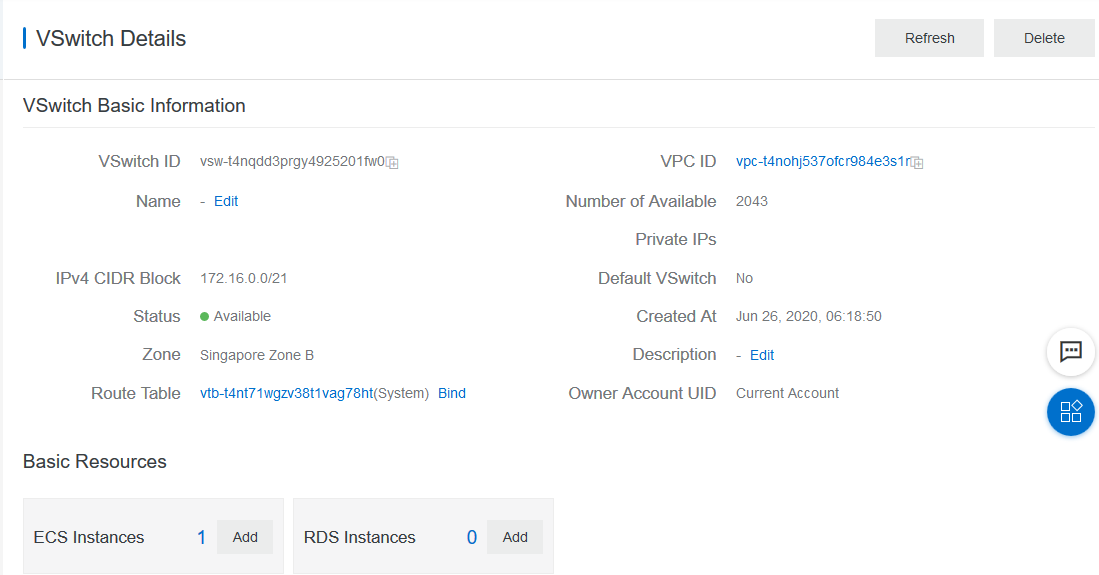 VSwitch Details
Refresh
Delete
VSwitch Basic Information
VSwitch ID vsw-t4nqdd3prgy4925201fw0
VPC ID vpc-t4nohj537ofcr984e3s1r
Name - Edit
Number of Available 2043
Private IPs
IPv4 CIDR Block 172.16.0.0/21
Default VSwitch No
Status Available
Created At Jun 26, 2020, 06:18:50
Zone Singapore Zone B
Description - Edit
Route Table vtb-t4nt71wgzv38t1vag78ht(System) Bind
Owner Account UID Current Account
Basic Resources
ECS Instances 1 Add
RDS Instances 0 Add